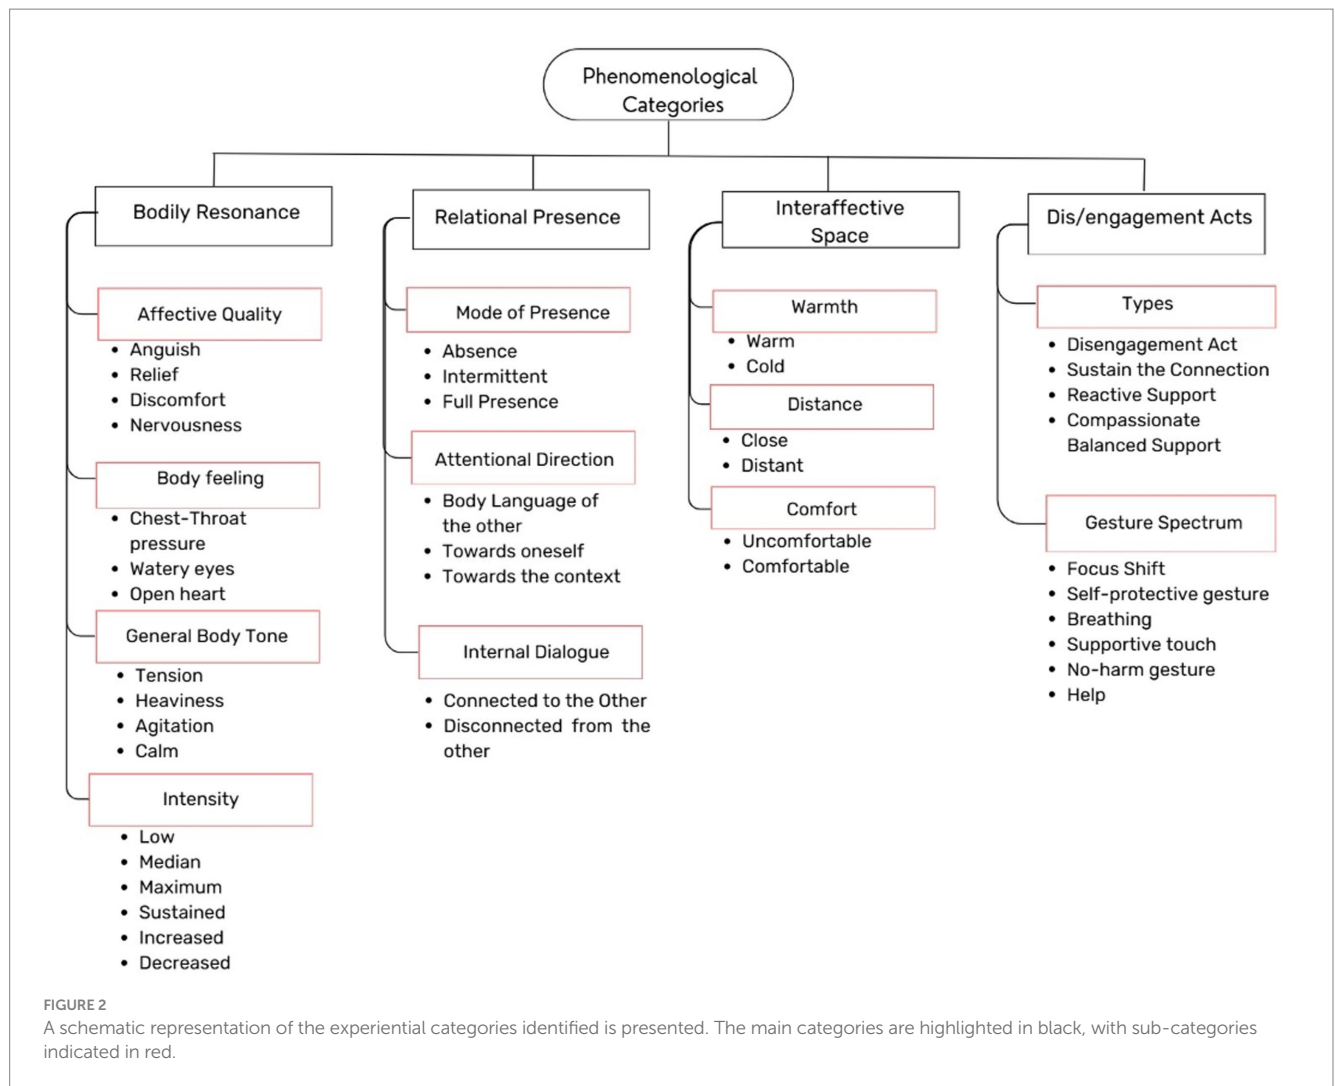 Phenomenological
Categories
Bodily Resonance
Affective Quality
• Anguish
• Relief
• Discomfort
• Nervousness
Body feeling
• Chest-Throat
pressure
• Watery eyes
• Open heart
General Body Tone
• Tension
• Heaviness
• Agitation
• Calm
Intensity
• Low
• Median
• Maximum
• Sustained
• Increased
• Decreased
Relational Presence
Mode of Presence
• Absence
• Intermittent
• Full Presence
Attentional Direction
• Body Language of
the other
• Towards oneself
• Towards the context
Internal Dialogue
• Connected to the Other
• Disconnected from the
other
Interaffective
Space
Warmth
• Warm
• Cold
Distance
• Close
• Distant
Comfort
• Uncomfortable
• Comfortable
Dis/engagement Acts
Types
• Disengagement Act
• Sustain the Connection
• Reactive Support
• Compassionate
Balanced Support
Gesture Spectrum
• Focus Shift
• Self-protective gesture
• Breathing
• Supportive touch
• No-harm gesture
• Help
FIGURE 2
A schematic representation of the experiential categories identified is presented. The main categories are highlighted in black, with sub-categories
indicated in red.